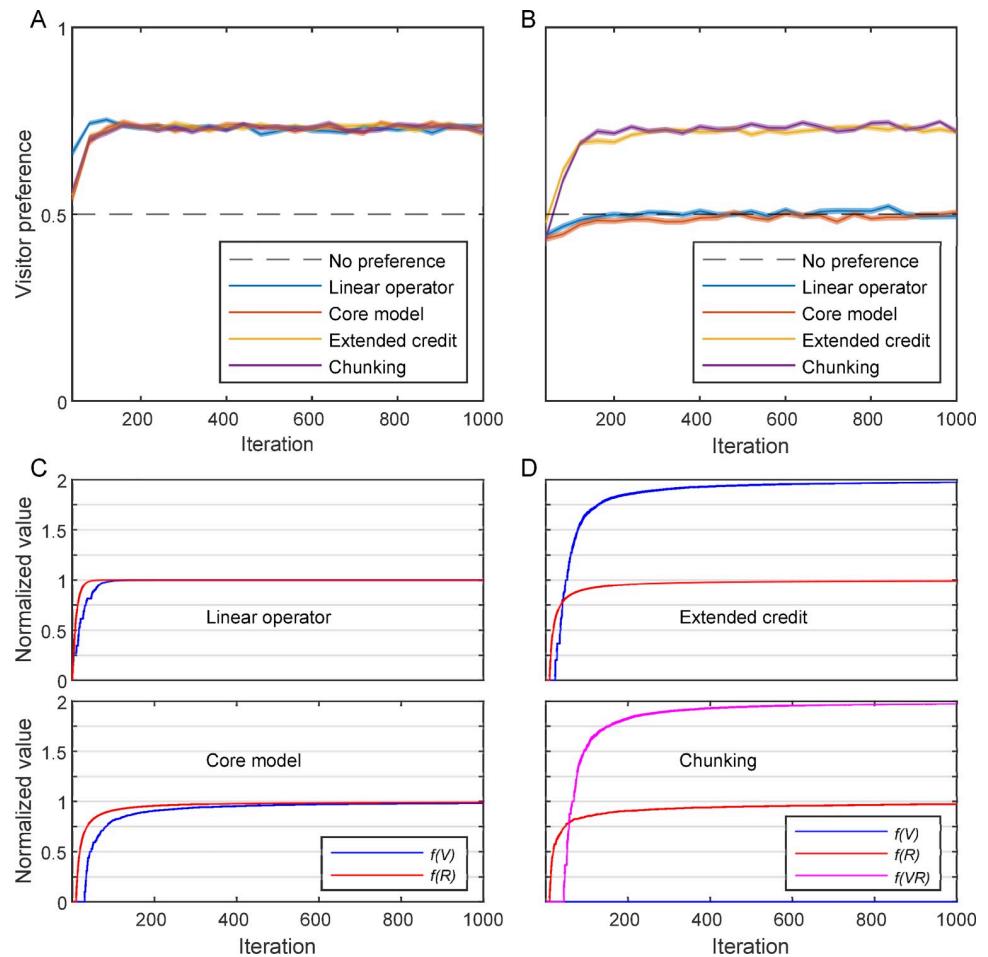 A
B
Visitor preference
1
0.5
0
No preference
Linear operator
Core model
Extended credit
Chunking
200
400
600
800
1000
Iteration
No preference
Linear operator
Core model
Extended credit
Chunking
200
400
600
800
1000
Iteration
C
D
Normalized value
2
1.5
1
0.5
0
Linear operator
Extended credit
Normalized value
2
1.5
1
0.5
0
Core model
f(V)
f(R)
200
400
600
800
1000
Iteration
Chunking
f(V)
f(R)
f(VR)
200
400
600
800
1000
Iteration